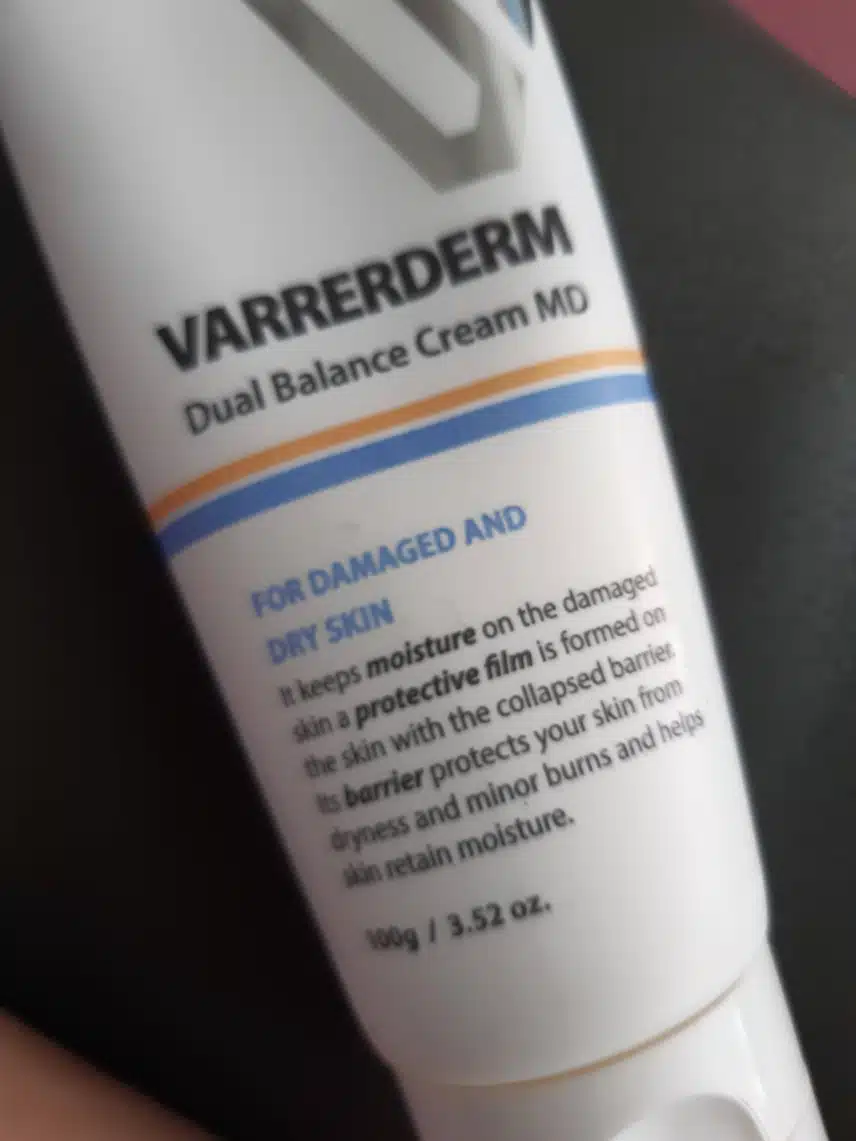 VARRERDERM
Dual Balance Cream MD
FOR DAMAGED AND
DRY SKIN
It keeps moisture on the damaged
skin a protective film is formed on
the skin with the collapsed barrier.
Its barrier protects your skin from
dryness and minor burns and helps
skin retain moisture.
100g / 3.52 oz.